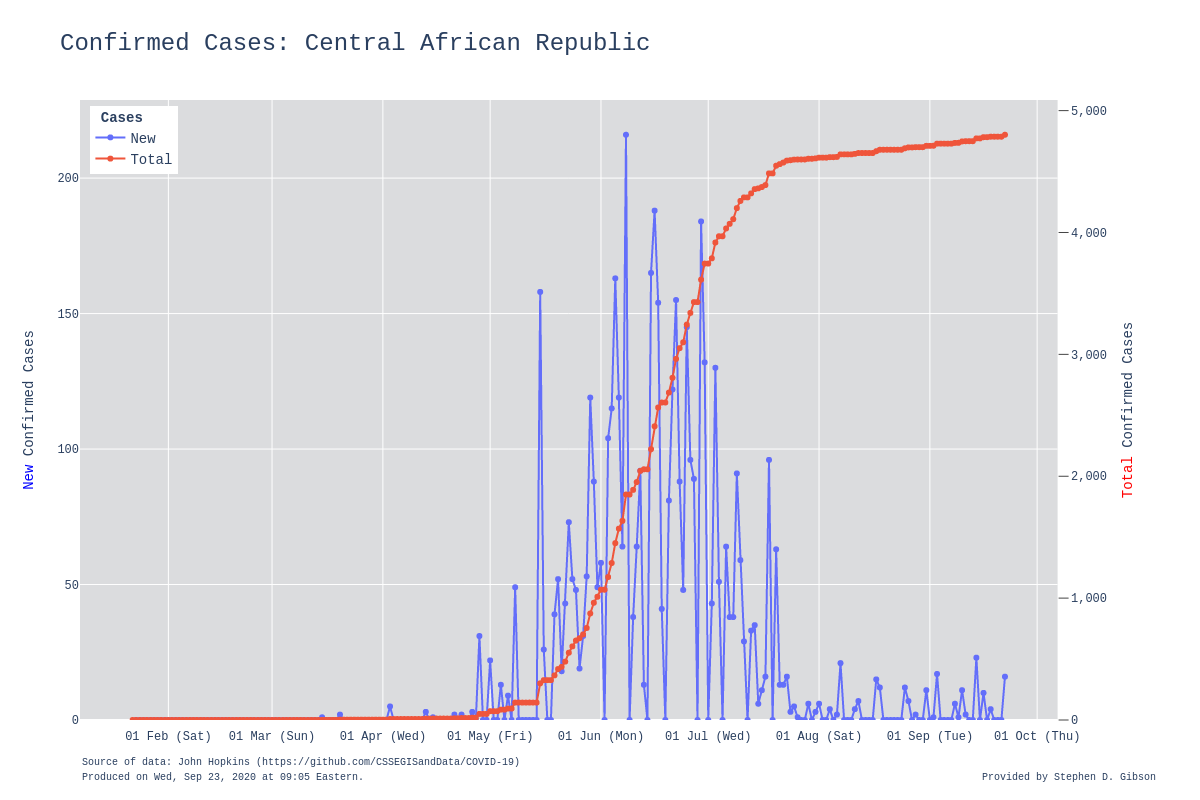 Confirmed Cases: Central African Republic
Cases
New
Total
200
150
100
50
0
5,000
4,000
3,000
2,000
1,000
0
New Confirmed Cases
Total Confirmed Cases
01 Feb (Sat) 01 Mar (Sun) 01 Apr (Wed) 01 May (Fri) 01 Jun (Mon) 01 Jul (Wed) 01 Aug (Sat) 01 Sep (Tue) 01 Oct (Thu)
Source of data: John Hopkins (https://github.com/CSSEGISandData/COVID-19)
Produced on Wed, Sep 23, 2020 at 09:05 Eastern.
Provided by Stephen D. Gibson